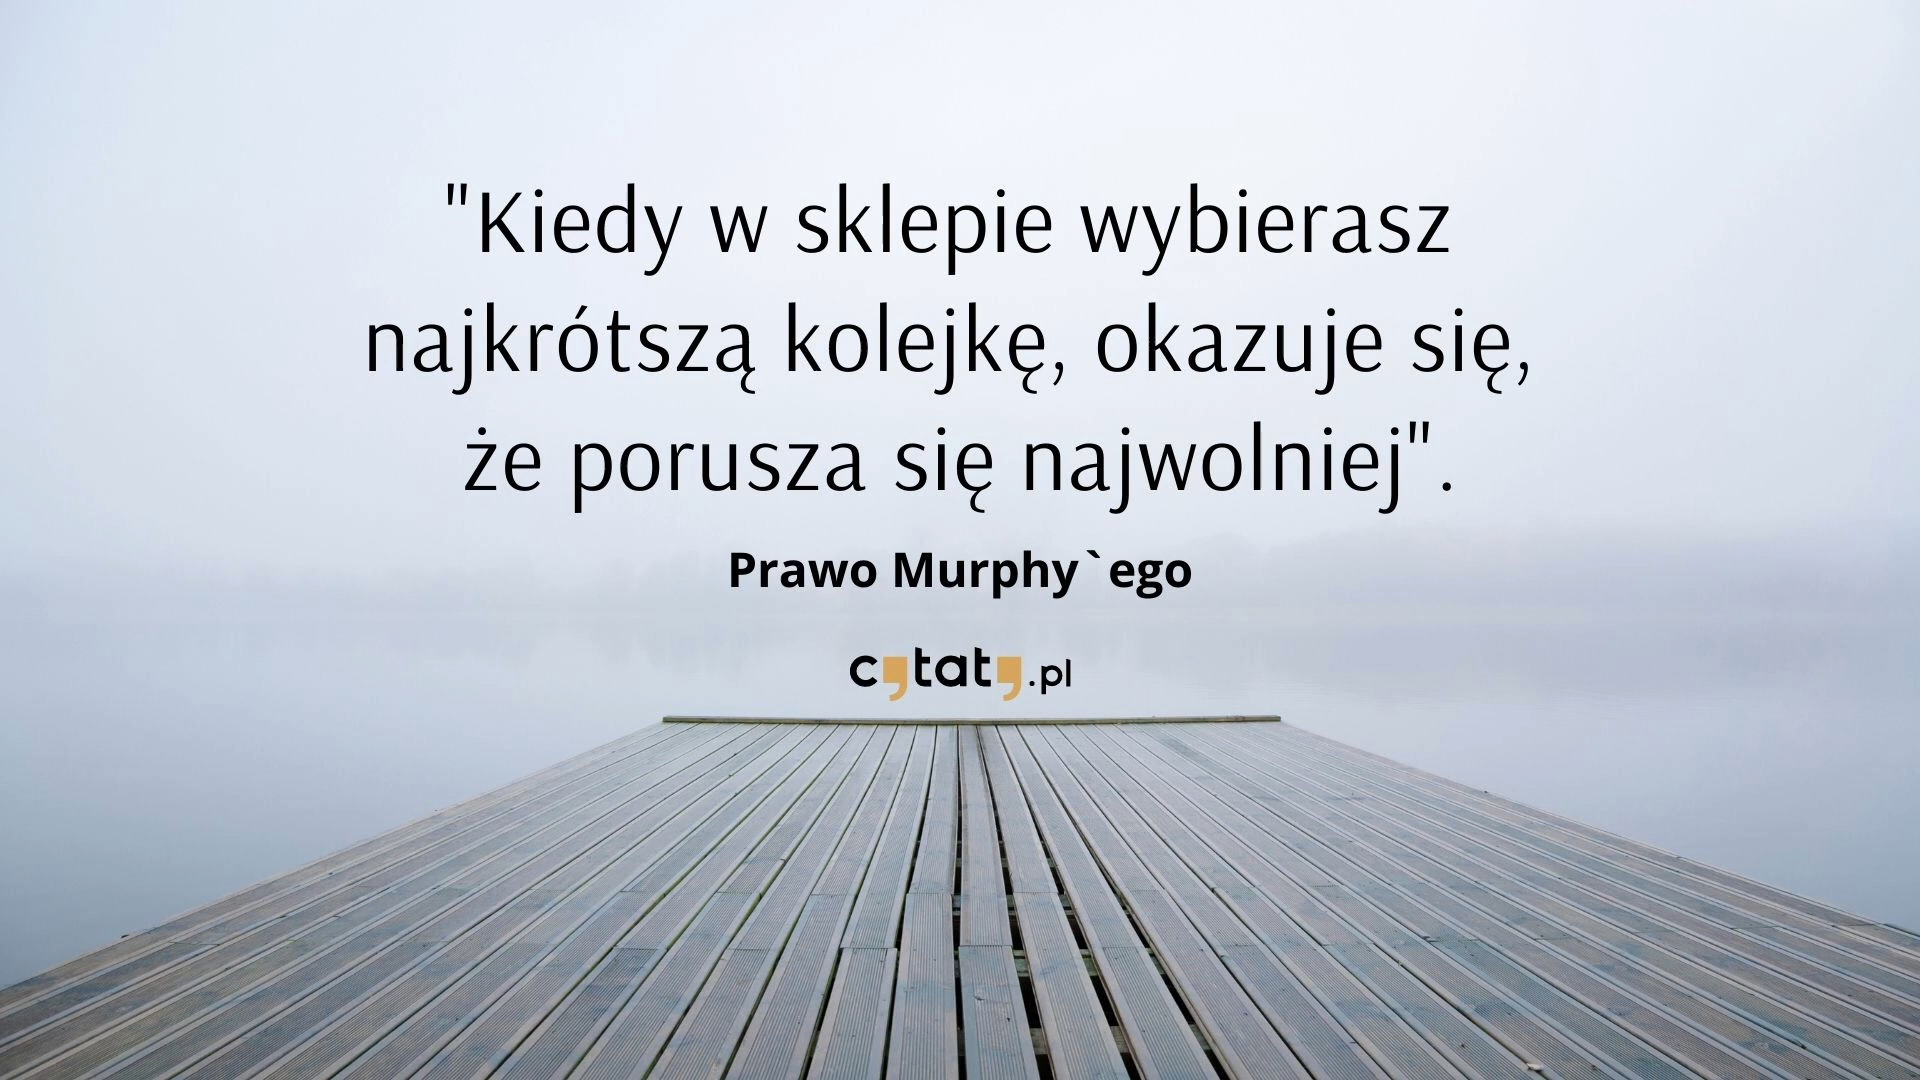 "Kiedy w sklepie wybierasz
najkrótszą kolejkę, okazuje się,
że porusza się najwolniej".
Prawo Murphy`ego
cytaty.pl